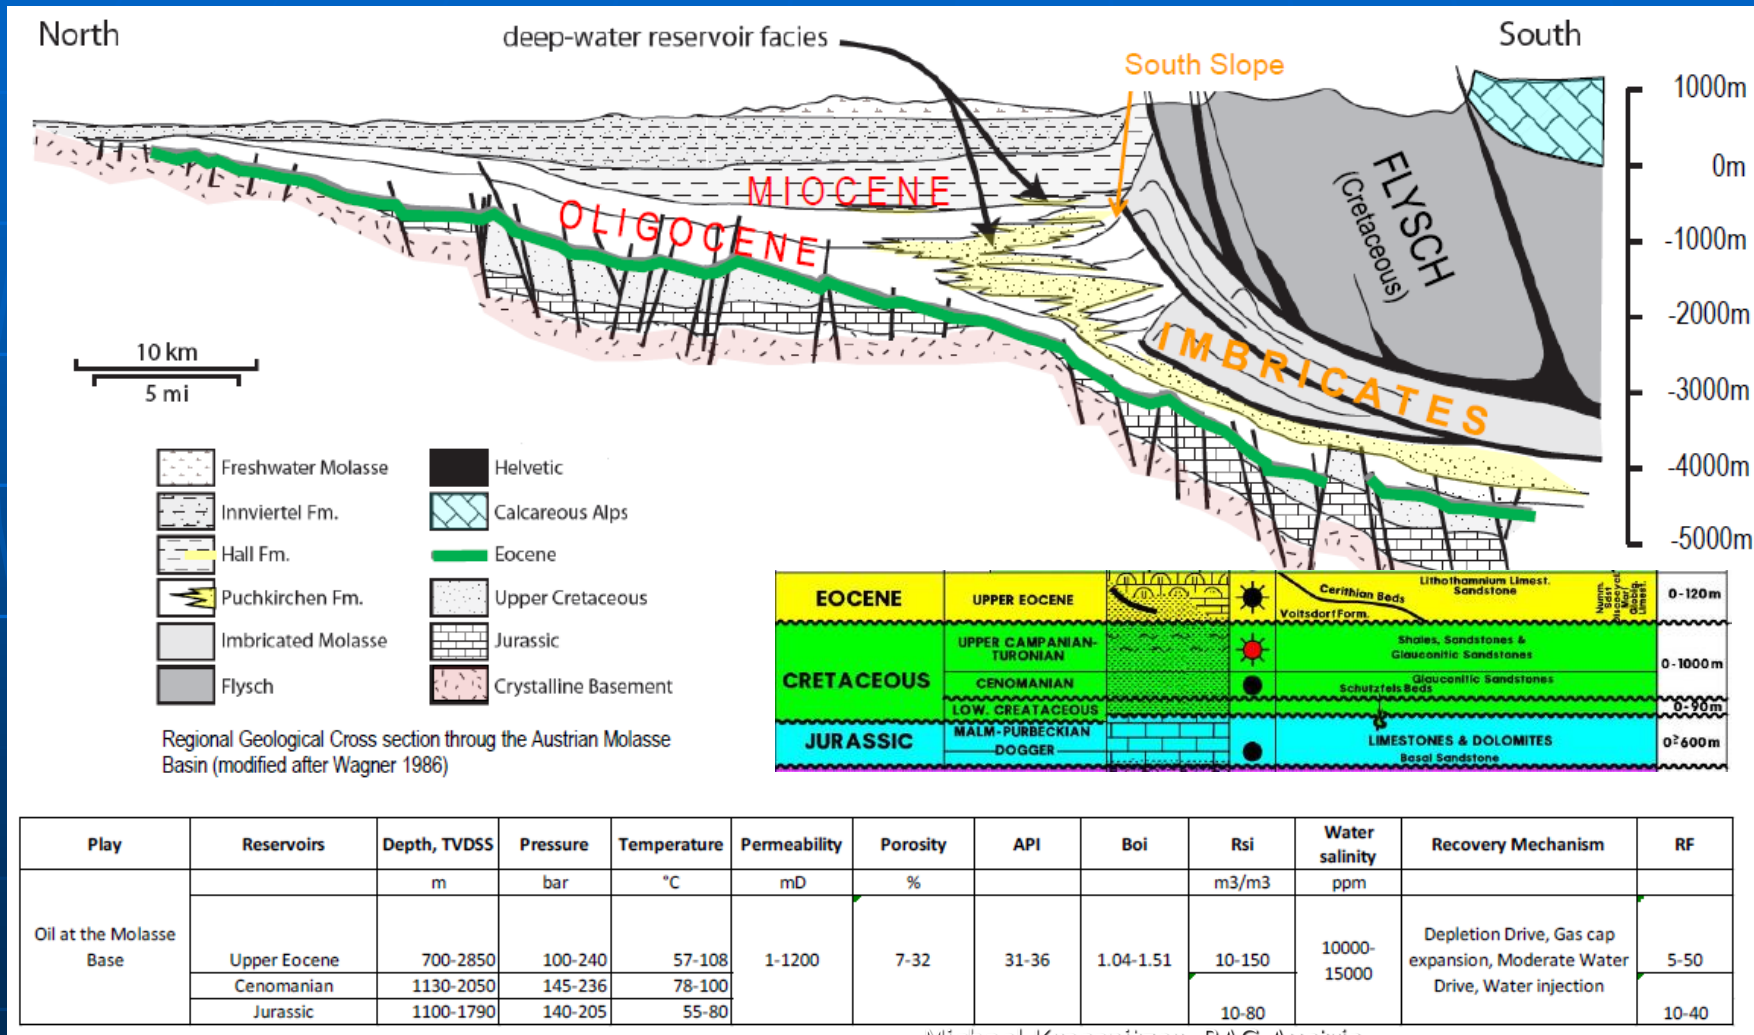 North
deep-water reservoir facies
South
South Slope
1000m
0m
-1000m
-2000m
-3000m
-4000m
-5000m
MIOCENE
OLIGOCENE
FLYSCH
(Cretaceous)
IMBRICATES
10 km
5 mi
Freshwater Molasse
Innviertel Fm.
Hall Fm.
Puchkirchen Fm.
Imbricated Molasse
Flysch
Helvetic
Calcareous Alps
Eocene
Upper Cretaceous
Jurassic
Crystalline Basement
Regional Geological Cross section throug the Austrian Molasse
Basin (modified after Wagner 1986)
EOCENE
UPPER EOCENE
Cerithian Beds
Lithothamnium Limest.
Sandstone
Voitsdorf Form.
0-120m
CRETACEOUS
UPPER CAMPANIAN-
TURONIAN
Shales, Sandstones &
Glauconitic Sandstones
0-1000m
CENOMANIAN
Glauconitic Sandstones
Schutzfels Beds
LOW. CREATACEOUS
0-90m
JURASSIC
MALM-PURBECKIAN
DOGGER
LIMESTONES & DOLOMITES
Basal Sandstone
0-600m
Play Reservoirs Depth, TVDSS Pressure Temperature Permeability Porosity API Boi Rsi Water salinity Recovery Mechanism RF
m bar °C mD % m3/m3 ppm
Oil at the Molasse Base
Upper Eocene 700-2850 100-240 57-108 1-1200 7-32 31-36 1.04-1.51 10-150 10000-15000 Depletion Drive, Gas cap expansion, Moderate Water Drive, Water injection 5-50
Cenomanian 1130-2050 145-236 78-100
Jurassic 1100-1790 140-205 55-80 10-80 10-40